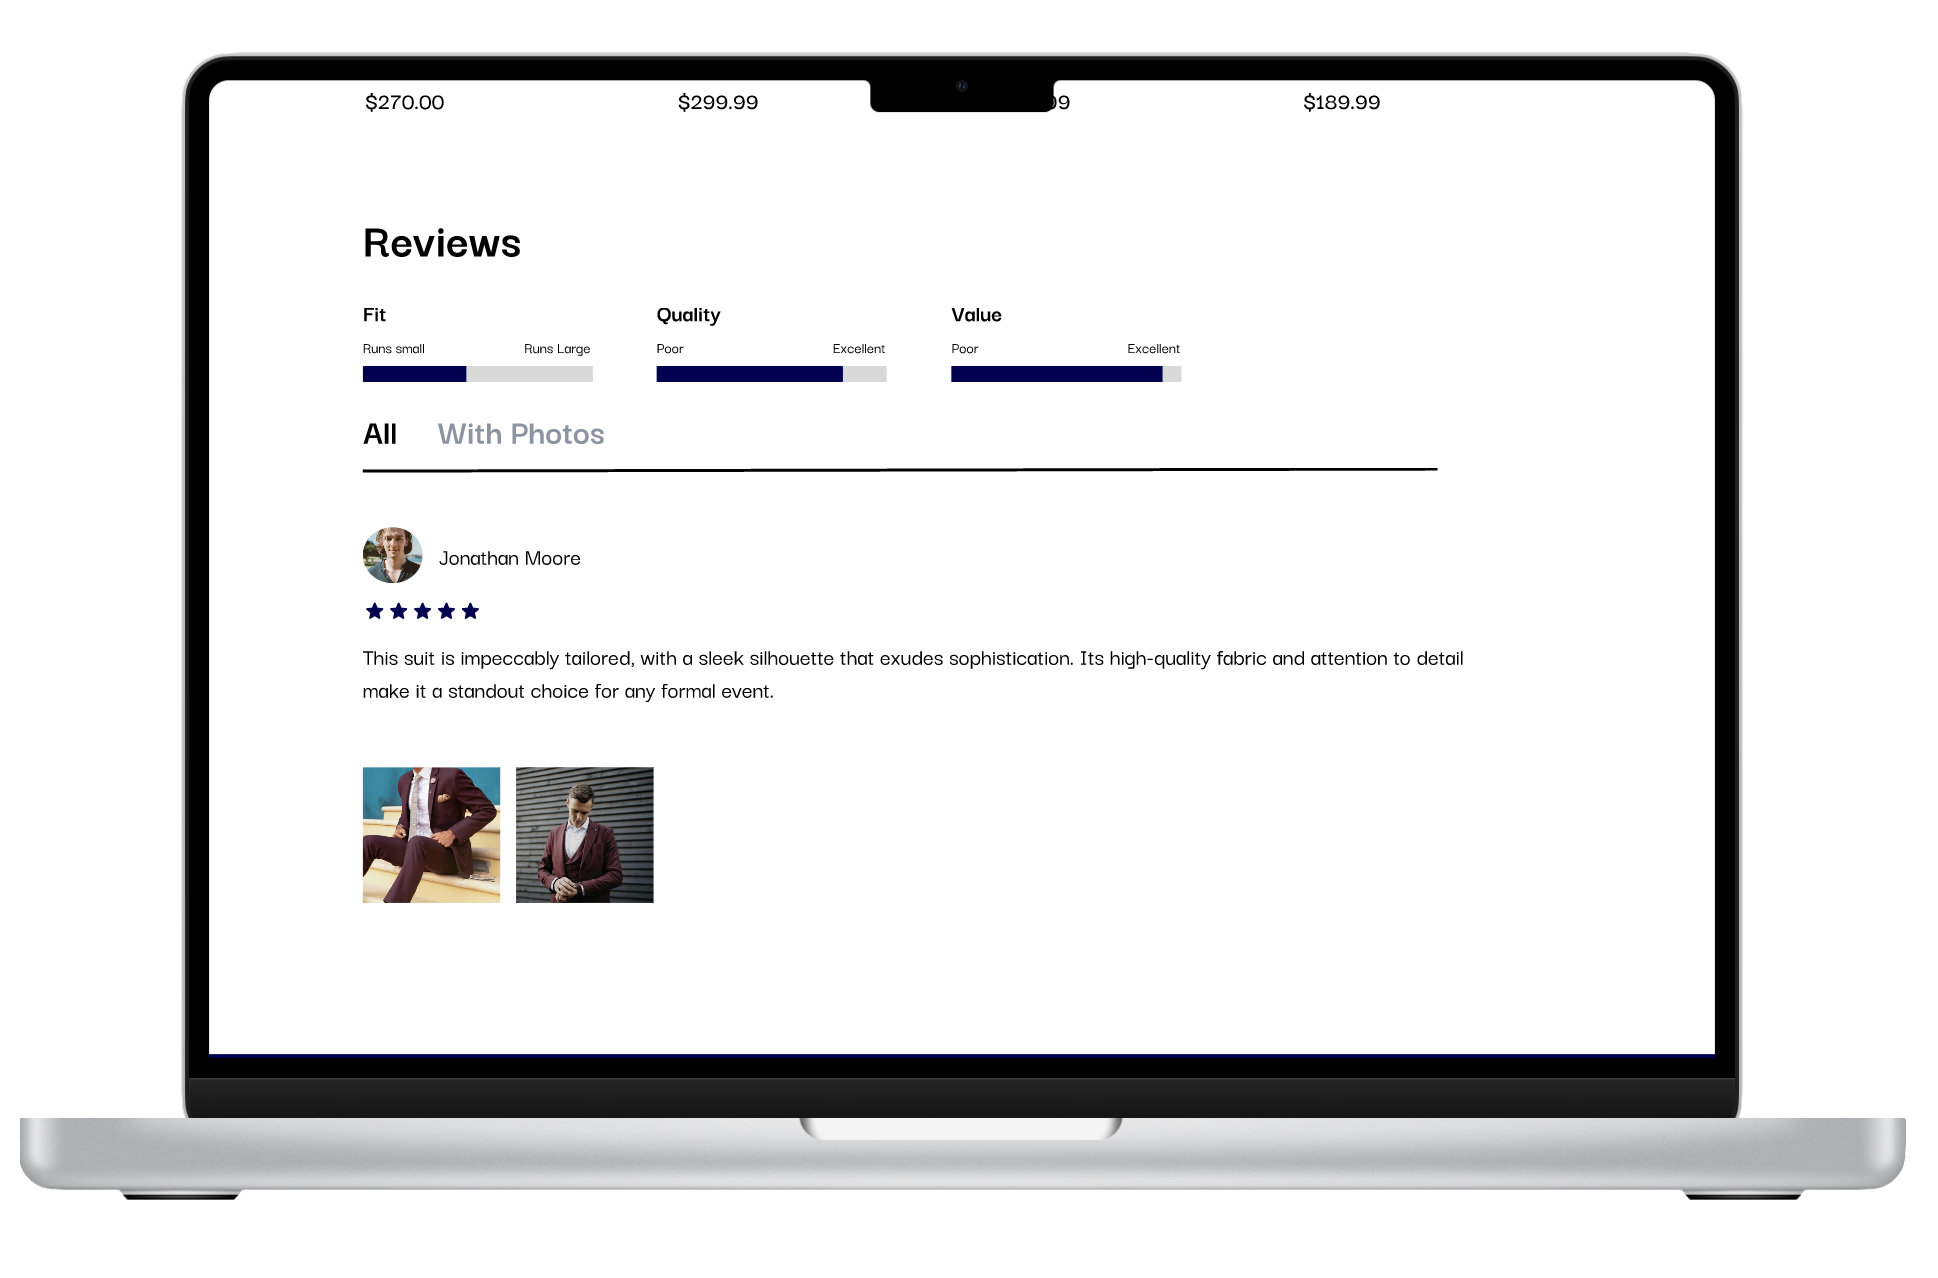 $270.00 $299.99 $189.99
Reviews
Fit Quality Value
Runs small Runs Large Poor Excellent Poor Excellent
All With Photos
Jonathan Moore
This suit is impeccably tailored, with a sleek silhouette that exudes sophistication. Its high-quality fabric and attention to detail
make it a standout choice for any formal event.